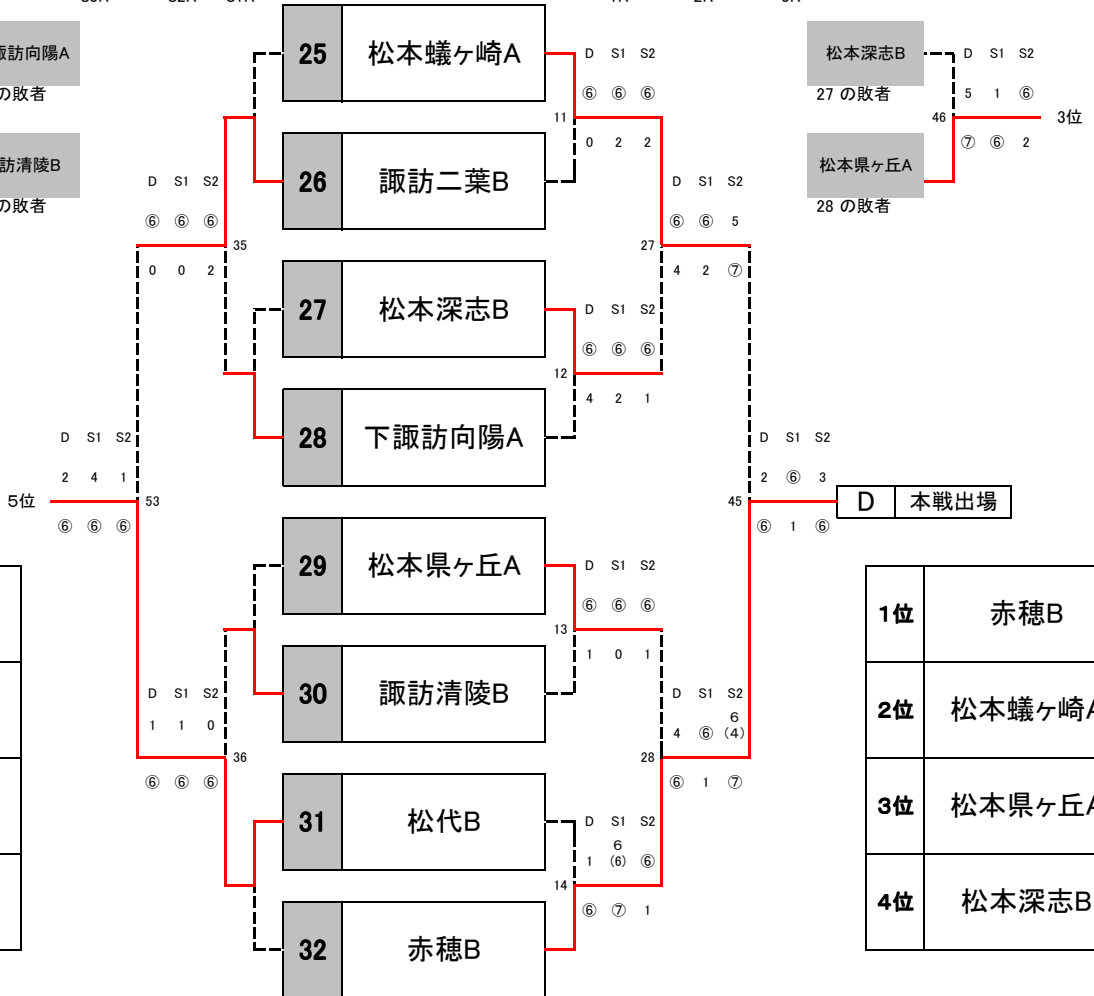 諏訪向陽A
の敗者
訪清陵B
の敗者
25 松本蟻ヶ崎A
26 諏訪二葉B
27 松本深志B
28 下諏訪向陽A
29 松本県ヶ丘A
30 諏訪清陵B
31 松代B
32 赤穂B
D S1 S2
⑥ ⑥ ⑥
35
0 0 2
D S1 S2
2 4 1
5位
53
⑥ ⑥ ⑥
D S1 S2
1 1 0
36
⑥ ⑥ ⑥
D S1 S2
⑥ ⑥ ⑥
11
0 2 2
D S1 S2
⑥ ⑥ ⑥
12
4 2 1
D S1 S2
⑥ ⑥ ⑥
13
1 0 1
D S1 S2
6
1 (6) ⑥
14
⑥ ⑦ 1
D S1 S2
⑥ ⑥ 5
27
4 2 ⑦
D S1 S2
6
4 ⑥ (4)
28
⑥ 1 ⑦
D S1 S2
2 ⑥ 3
45
⑥ 1 ⑥
D 本戦出場
松本深志B
27 の敗者
松本県ヶ丘A
28 の敗者
D S1 S2
5 1 ⑥
46
3位
⑦ ⑥ 2
1位 赤穂B
2位 松本蟻ヶ崎A
3位 松本県ヶ丘A
4位 松本深志B